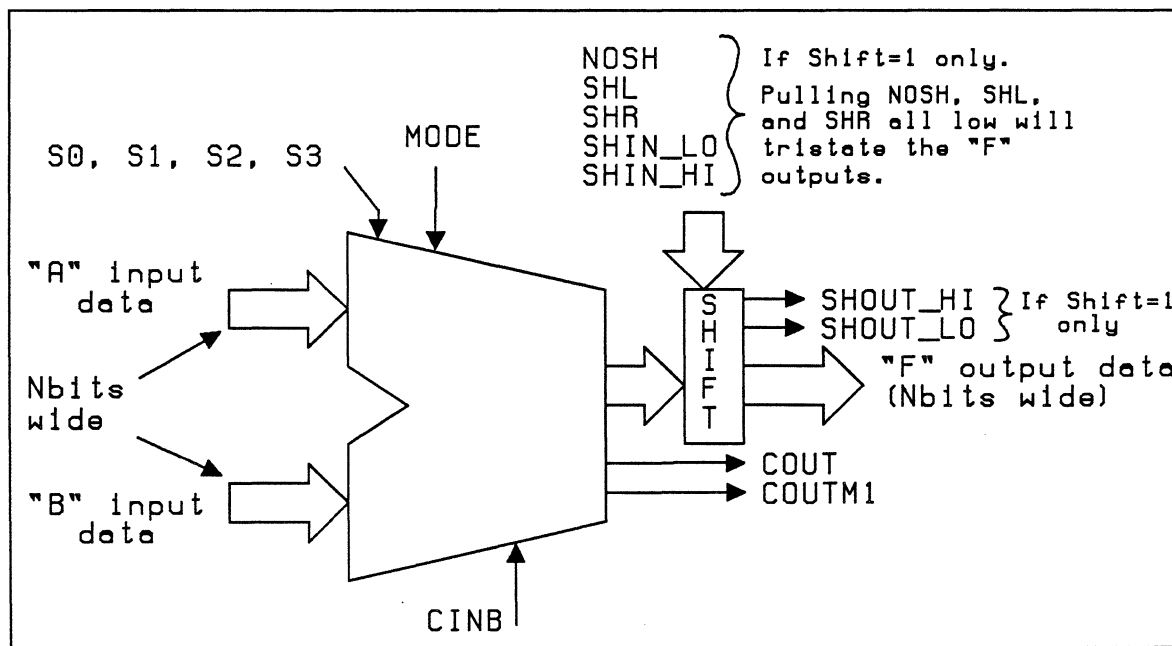 NOSH
SHL
SHR
SHIN_LO
SHIN_HI
If Shift=1 only.
Pulling NOSH, SHL,
and SHR all low will
tristate the "F"
outputs.
MODE
S0, S1, S2, S3
"A" input
data
Nbits
wide
"B" input
data
SHIFT
SHOUT_HI
SHOUT_LO
If Shift=1
only
"F" output data
(Nbits wide)
COUT
COUTM1
CINB